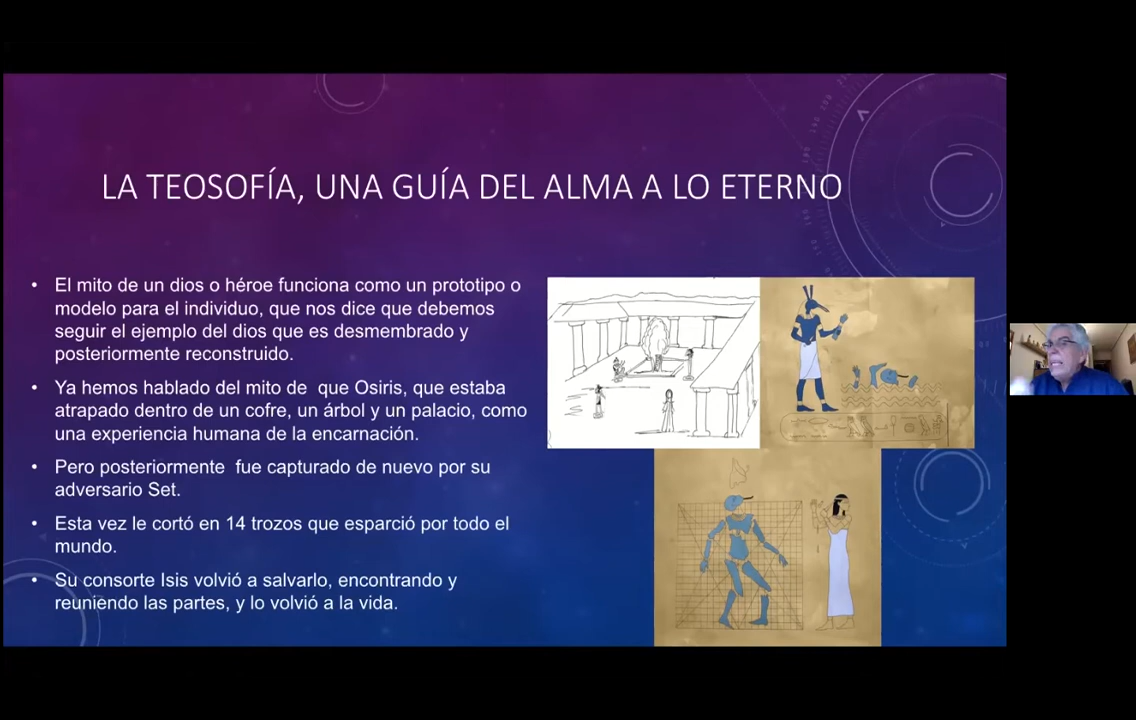 LA TEOSOFÍA, UNA GUÍA DEL ALMA A LO ETERNO
• El mito de un dios o héroe funciona como un prototipo o
modelo para el individuo, que nos dice que debemos
seguir el ejemplo del dios que es desmembrado y
posteriormente reconstruido.
• Ya hemos hablado del mito de que Osiris, que estaba
atrapado dentro de un cofre, un árbol y un palacio, como
una experiencia humana de la encarnación.
• Pero posteriormente fue capturado de nuevo por su
adversario Set.
• Esta vez le cortó en 14 trozos que esparció por todo el
mundo.
• Su consorte Isis volvió a salvarlo, encontrando y
reuniendo las partes, y lo volvió a la vida.